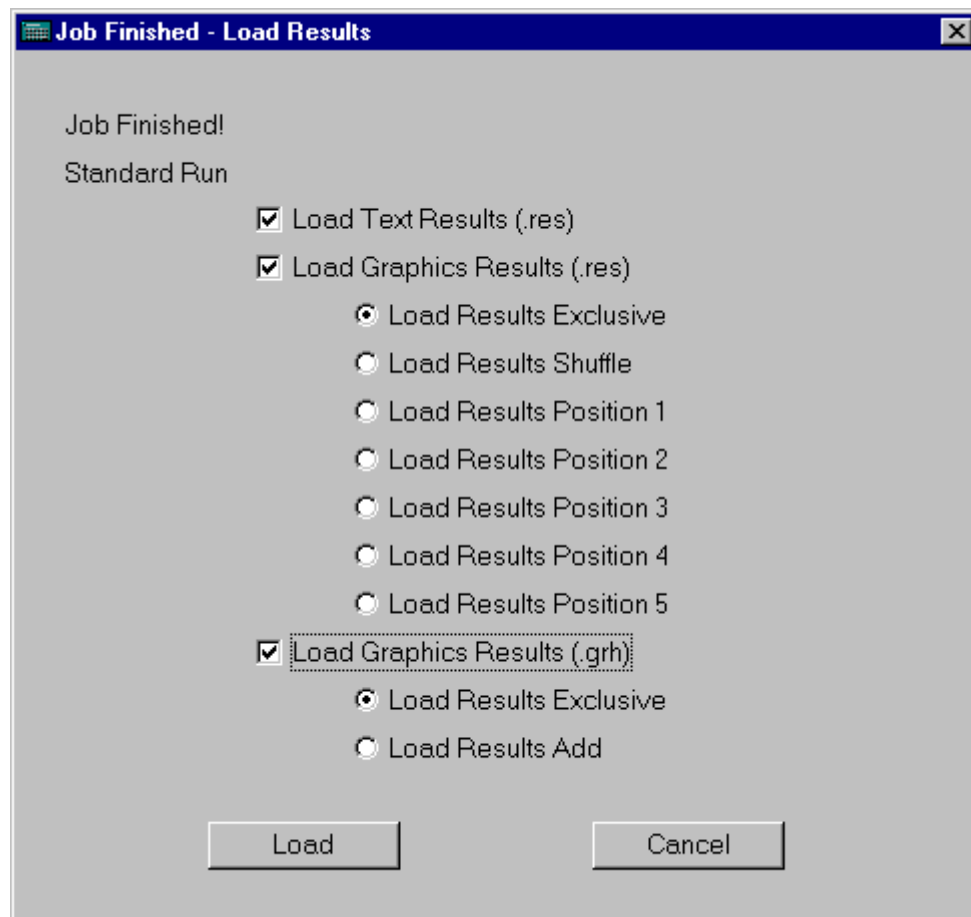 Job Finished - Load Results
Job Finished!
Standard Run
Load Text Results (.res)
Load Graphics Results (.res)
Load Results Exclusive
Load Results Shuffle
Load Results Position 1
Load Results Position 2
Load Results Position 3
Load Results Position 4
Load Results Position 5
Load Graphics Results (.grh)
Load Results Exclusive
Load Results Add
Load Cancel